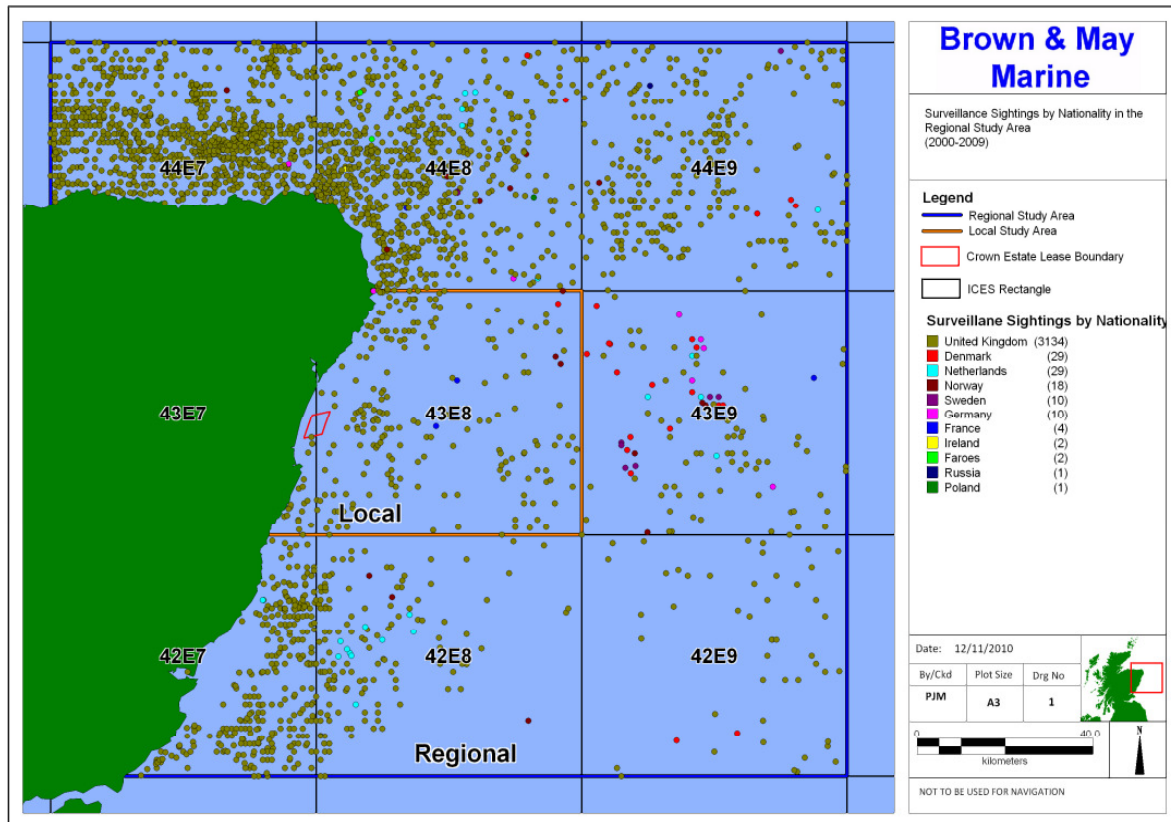 44E7
44E8
44E9
43E7
43E8
43E9
Local
42E7
42E8
42E9
Regional
Brown & May
Marine
Surveillance Sightings by Nationality in the
Regional Study Area
(2000-2009)
Legend
Regional Study Area
Local Study Area
Crown Estate Lease Boundary
ICES Rectangle
Surveillane Sightings by Nationality
United Kingdom (3134)
Denmark (29)
Netherlands (29)
Norway (18)
Sweden (10)
Germany (10)
France (4)
Ireland (2)
Faroes (2)
Russia (1)
Poland (1)
Date: 12/11/2010
By/Ckd Plot Size Drg No
PJM A3 1
0 40.0
kilometers
N
NOT TO BE USED FOR NAVIGATION